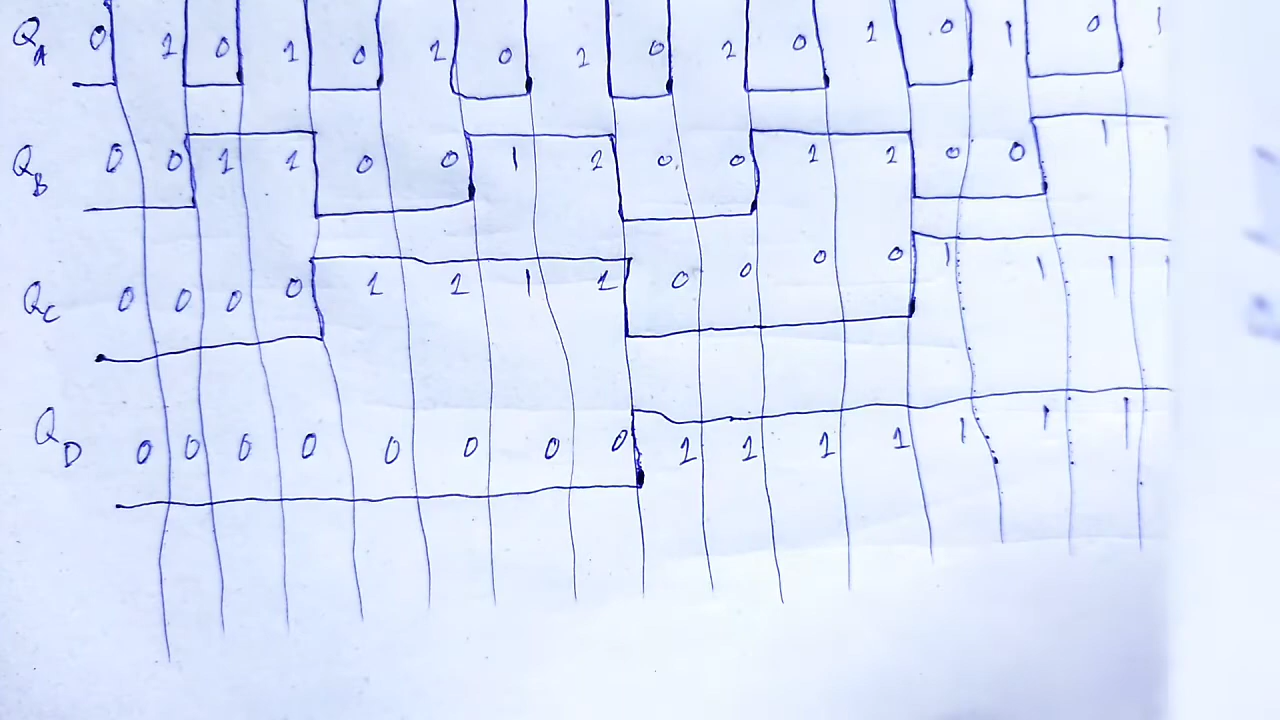 QA 0 1 0 1 0 1 0 1 0 1 0 1 0 1 0 1
QB 0 0 1 1 0 0 1 1 0 0 1 1 0 0 1
QC 0 0 0 0 1 1 1 1 0 0 0 0 1 1 1 1
QD 0 0 0 0 0 0 0 0 1 1 1 1 1 1 1